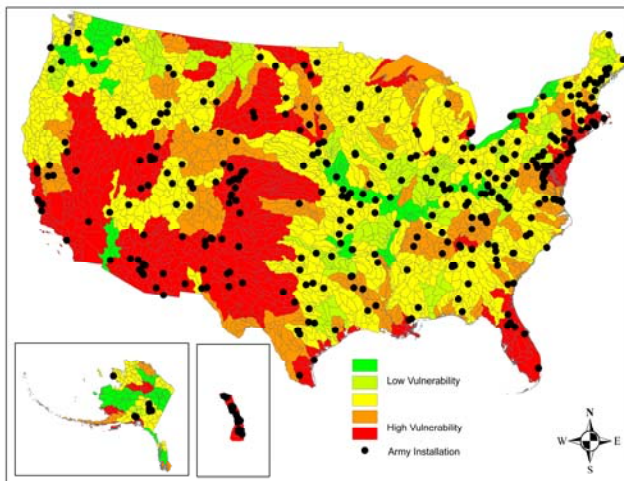 Low Vulnerability
High Vulnerability
Army Installation
N
W E
S